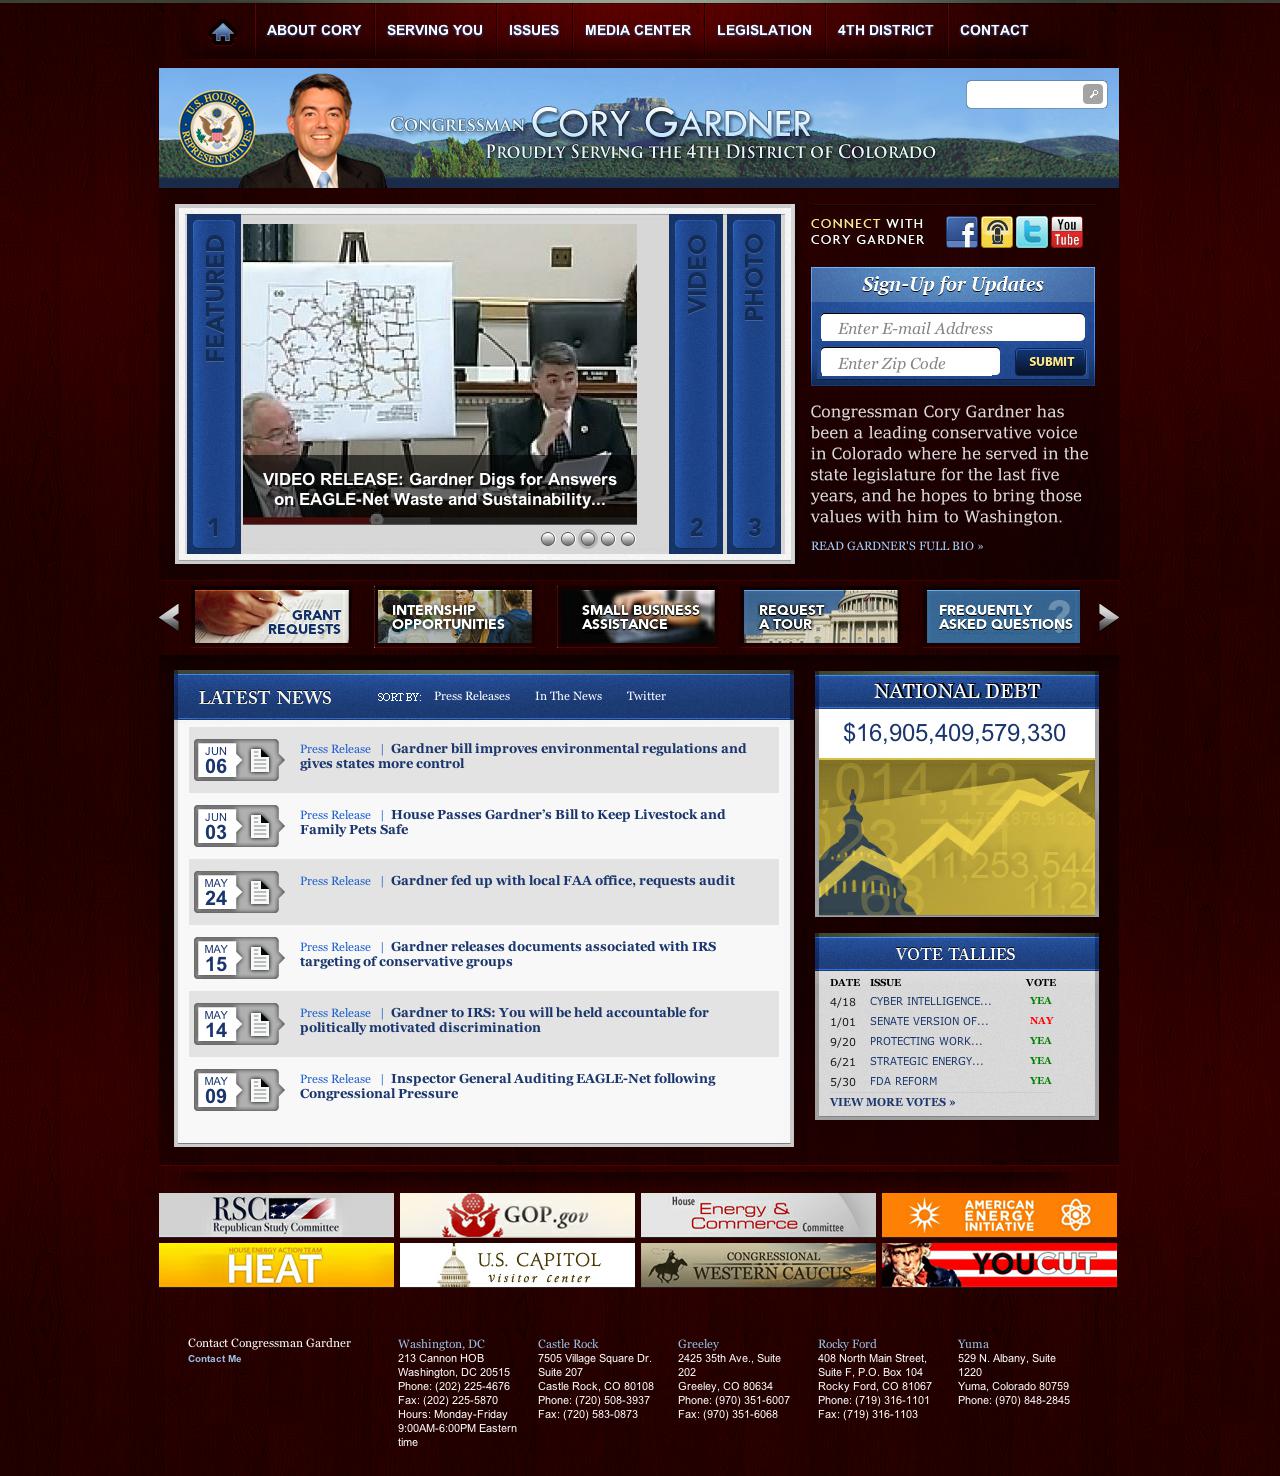 ABOUT CORY SERVING YOU ISSUES MEDIA CENTER LEGISLATION 4TH DISTRICT CONTACT
U.S. HOUSE OF REPRESENTATIVES
CONGRESSMAN CORY GARDNER
PROUDLY SERVING THE 4TH DISTRICT OF COLORADO
FEATURED 1
VIDEO RELEASE: Gardner Digs for Answers
on EAGLE-Net Waste and Sustainability...
VIDEO 2
PHOTO 3
CONNECT WITH
CORY GARDNER
You
Tube
Sign-Up for Updates
Enter E-mail Address
Enter Zip Code SUBMIT
Congressman Cory Gardner has
been a leading conservative voice
in Colorado where he served in the
state legislature for the last five
years, and he hopes to bring those
values with him to Washington.
READ GARDNER'S FULL BIO »
GRANT
REQUESTS
INTERNSHIP
OPPORTUNITIES
SMALL BUSINESS
ASSISTANCE
REQUEST
A TOUR
FREQUENTLY
ASKED QUESTIONS
?
LATEST NEWS SORT BY: Press Releases In The News Twitter
JUN
06
Press Release | Gardner bill improves environmental regulations and
gives states more control
JUN
03
Press Release | House Passes Gardner's Bill to Keep Livestock and
Family Pets Safe
MAY
24
Press Release | Gardner fed up with local FAA office, requests audit
MAY
15
Press Release | Gardner releases documents associated with IRS
targeting of conservative groups
MAY
14
Press Release | Gardner to IRS: You will be held accountable for
politically motivated discrimination
MAY
09
Press Release | Inspector General Auditing EAGLE-Net following
Congressional Pressure
NATIONAL DEBT
$16,905,409,579,330
,014,42
11,253,544
VOTE TALLIES
DATE ISSUE VOTE
4/18 CYBER INTELLIGENCE... YEA
1/01 SENATE VERSION OF... NAY
9/20 PROTECTING WORK... YEA
6/21 STRATEGIC ENERGY... YEA
5/30 FDA REFORM YEA
VIEW MORE VOTES »
RSC
Republican Study Committee
GOP.gov
House
Energy &
Commerce
Committee
AMERICAN
ENERGY
INITIATIVE
HOUSE ENERGY ACTION TEAM
HEAT
U.S. CAPITOL
Visitor Center
CONGRESSIONAL
WESTERN CAUCUS
YOUCUT
Contact Congressman Gardner
Contact Me
Washington, DC
213 Cannon HOB
Washington, DC 20515
Phone: (202) 225-4676
Fax: (202) 225-5870
Hours: Monday-Friday
9:00AM-6:00PM Eastern
time
Castle Rock
7505 Village Square Dr.
Suite 207
Castle Rock, CO 80108
Phone: (720) 508-3937
Fax: (720) 583-0873
Greeley
2425 35th Ave., Suite
202
Greeley, CO 80634
Phone: (970) 351-6007
Fax: (970) 351-6068
Rocky Ford
408 North Main Street,
Suite F, P.O. Box 104
Rocky Ford, CO 81067
Phone: (719) 316-1101
Fax: (719) 316-1103
Yuma
529 N. Albany, Suite
1220
Yuma, Colorado 80759
Phone: (970) 848-2845